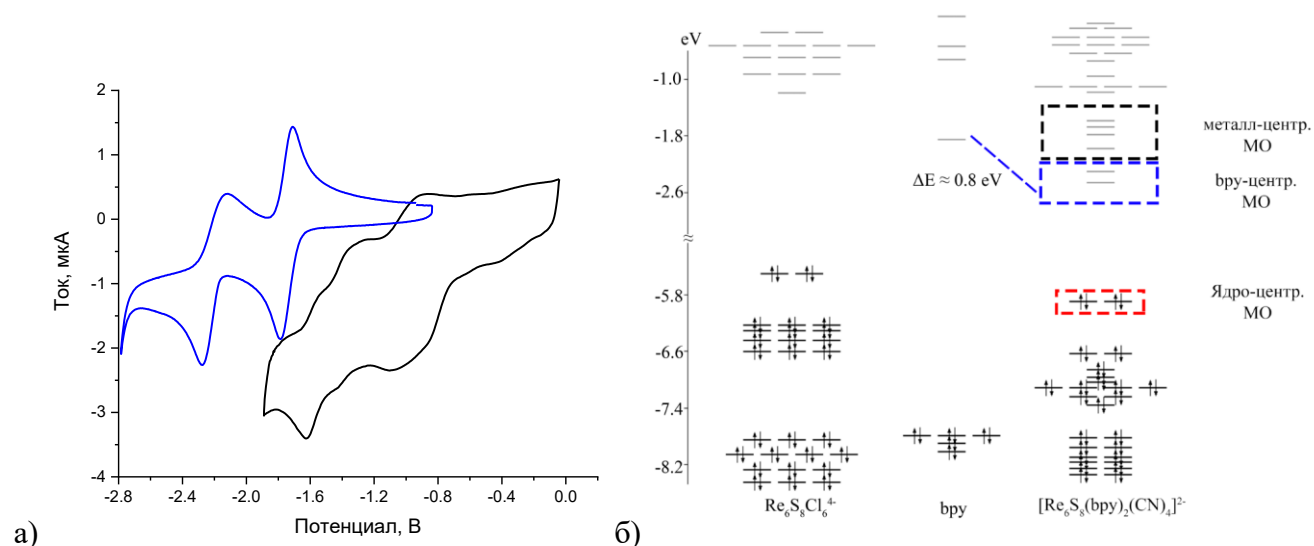 2
1
0
-1
-2
-3
-4
-2.8
-2.4
-2.0
-1.6
-1.2
-0.8
-0.4
0.0
Ток, мкА
Потенциал, В
а)
eV
-1.0
-1.8
-2.6
≈
-5.8
-6.6
-7.4
-8.2
ΔE ≈ 0.8 eV
металл-центр.
МО
bpy-центр.
МО
Ядро-центр.
МО
Re₆S₈Cl₆⁴⁻
bpy
[Re₆S₈(bpy)₂(CN)₄]²⁻
б)